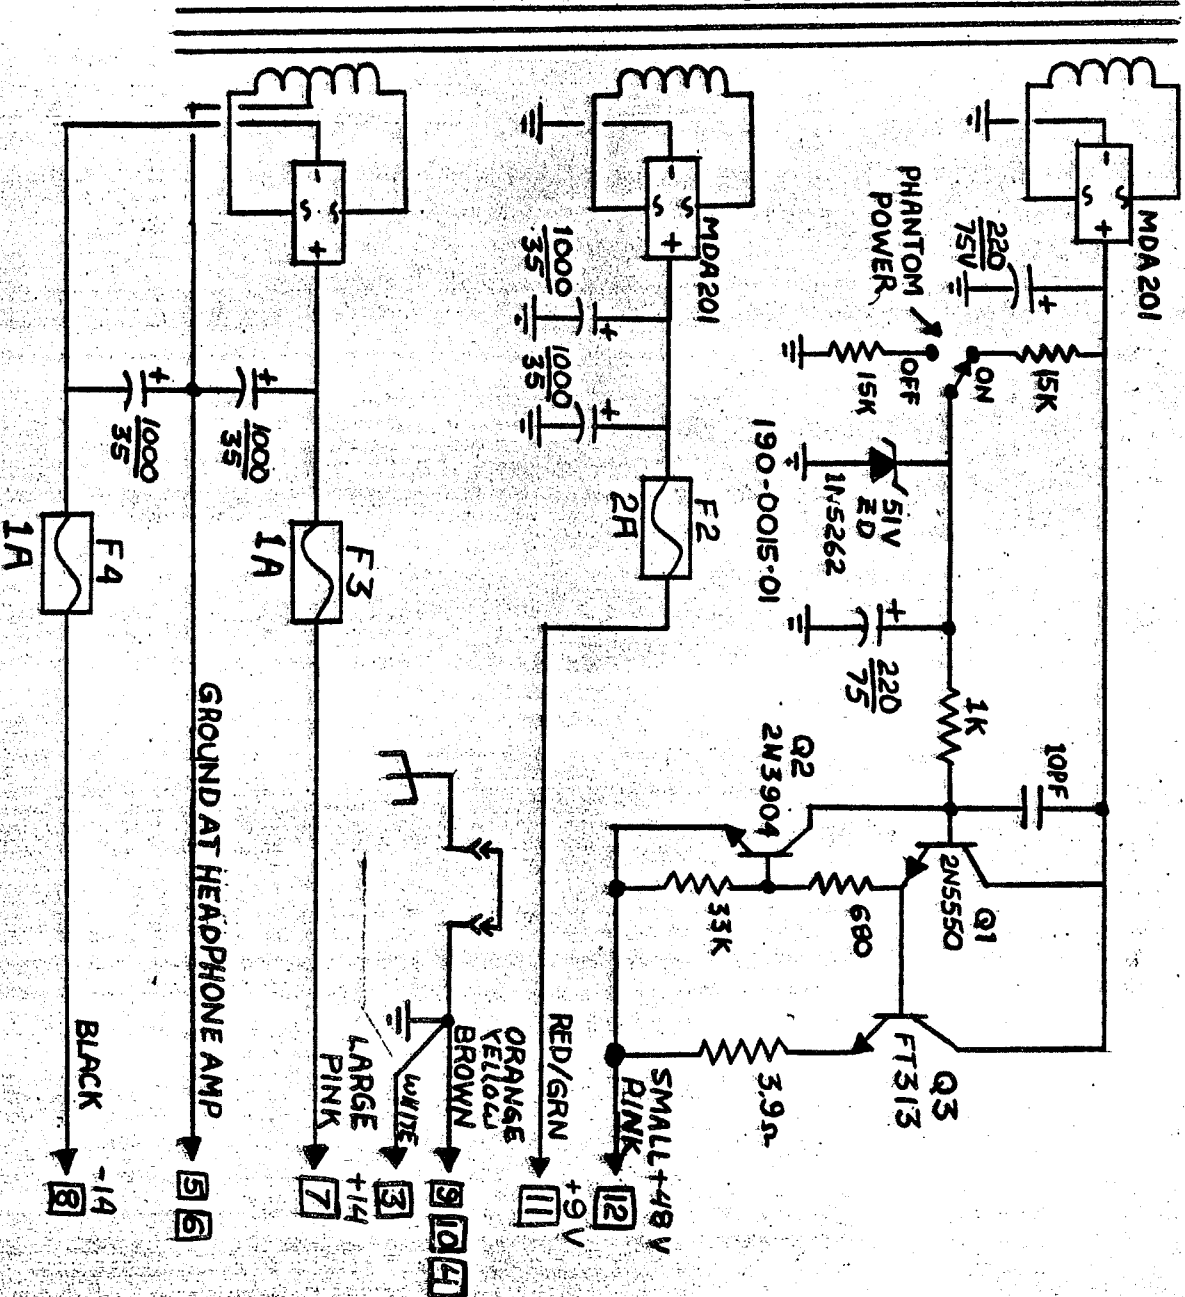 MDA201
220
75V
+
15K
ON
PHANTOM
POWER
OFF
15K
51V
ZD
1N5262
190-0015-01
220
75
+
1K
10PF
Q2
2N3904
Q1
2N5550
680
33K
Q3
FT313
3.9Ω
SMALL +48V
PINK
12
MDA201
- S S +
1000
35
+
1000
35
+
F2
2A
RED/GRN
+9V
11
ORANGE
YELLOW
BROWN
9 10 4
WHITE
3
- S S +
1000
35
+
1000
35
+
F3
1A
LARGE
PINK
+14
7
GROUND AT HEADPHONE AMP
5 6
F4
1A
BLACK
-14
8
- S S +